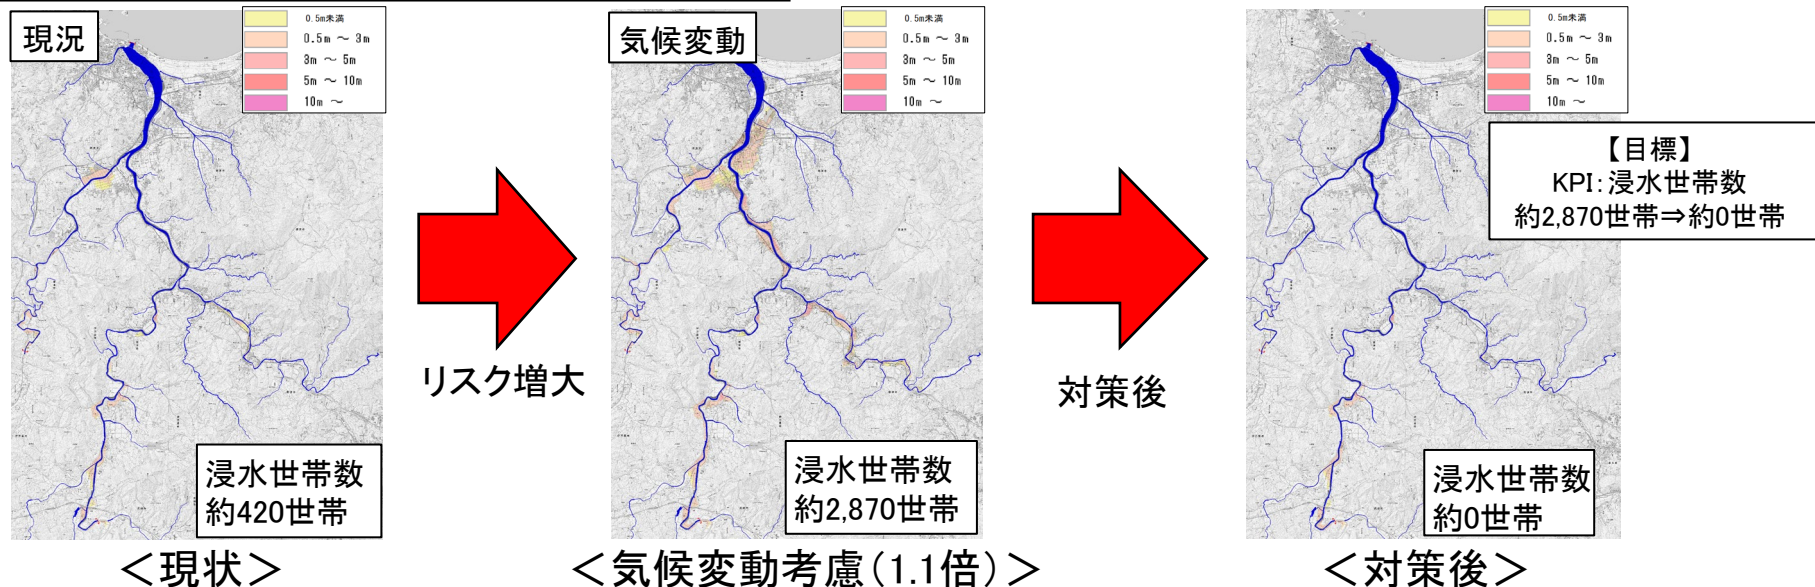 現況
0.5m未満
0.5m ～ 3m
3m ～ 5m
5m ～ 10m
10m ～
浸水世帯数
約420世帯
＜現状＞
リスク増大
気候変動
0.5m未満
0.5m ～ 3m
3m ～ 5m
5m ～ 10m
10m ～
浸水世帯数
約2,870世帯
＜気候変動考慮（1.1倍）＞
対策後
0.5m未満
0.5m ～ 3m
3m ～ 5m
5m ～ 10m
10m ～
【目標】
KPI：浸水世帯数
約2,870世帯⇒約0世帯
浸水世帯数
約0世帯
＜対策後＞